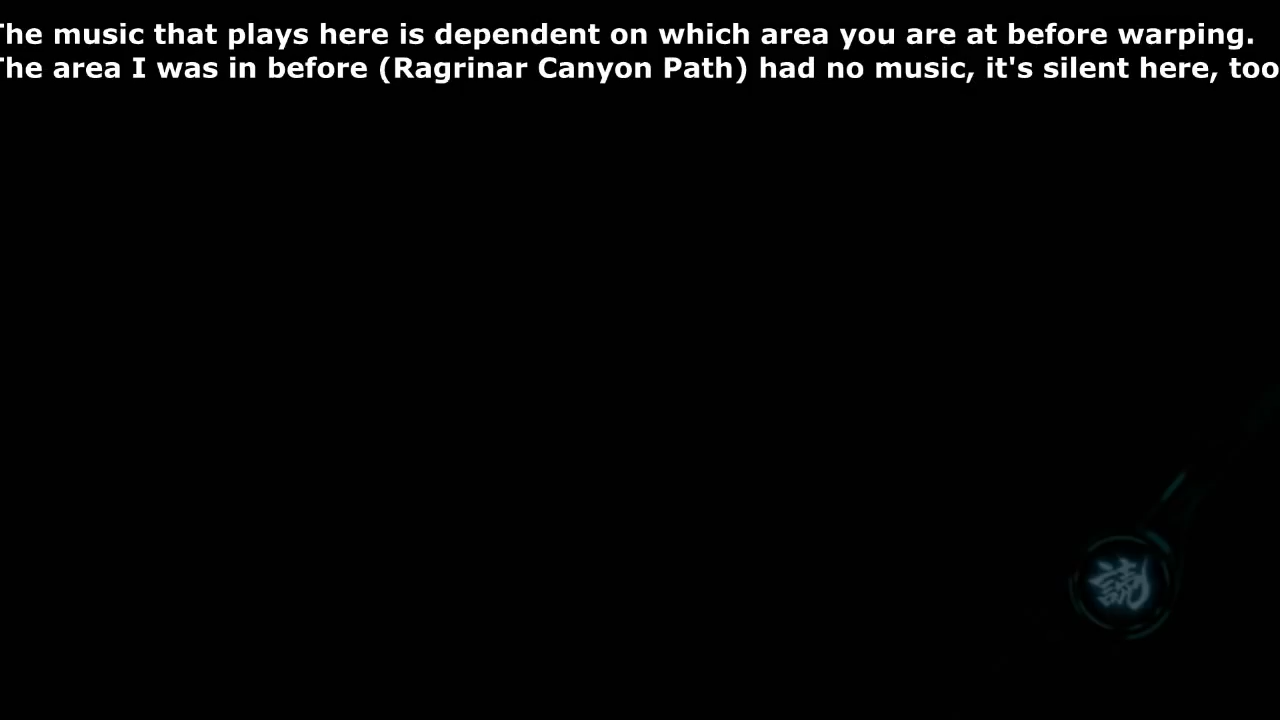 The music that plays here is dependent on which area you are at before warping.
The area I was in before (Ragrinar Canyon Path) had no music, it's silent here, too
読